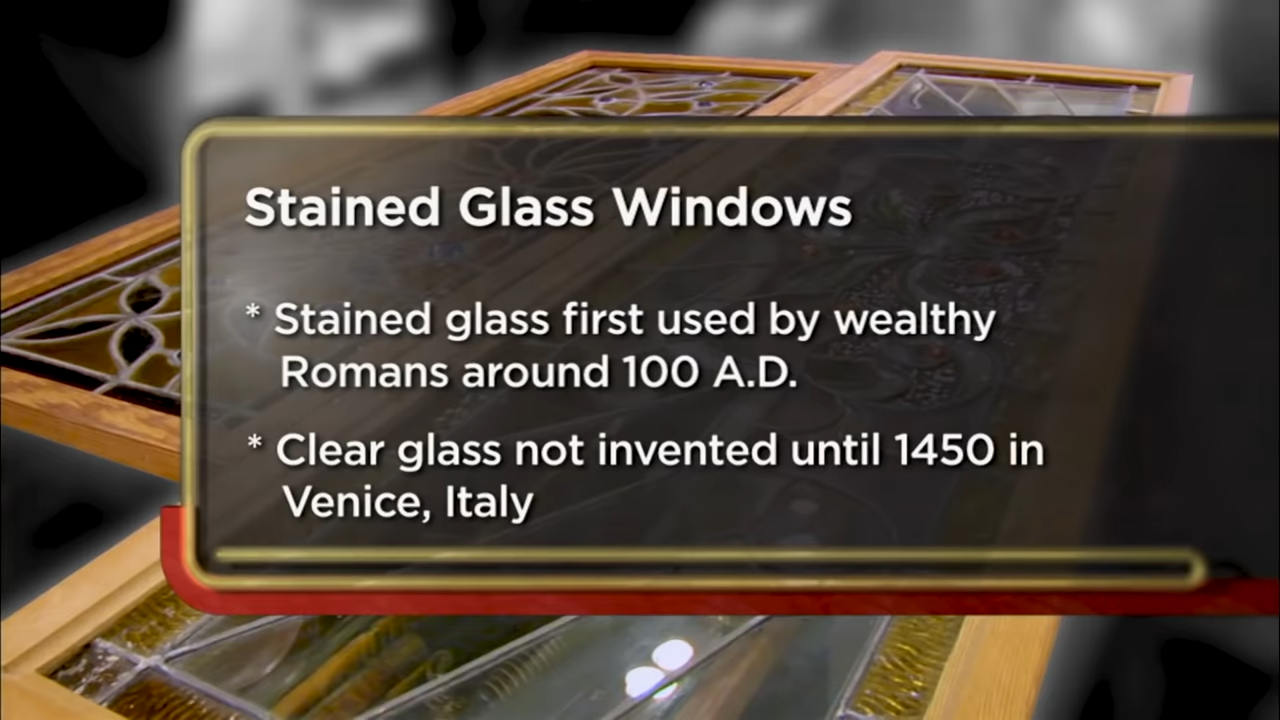 Stained Glass Windows
* Stained glass first used by wealthy
Romans around 100 A.D.
* Clear glass not invented until 1450 in
Venice, Italy